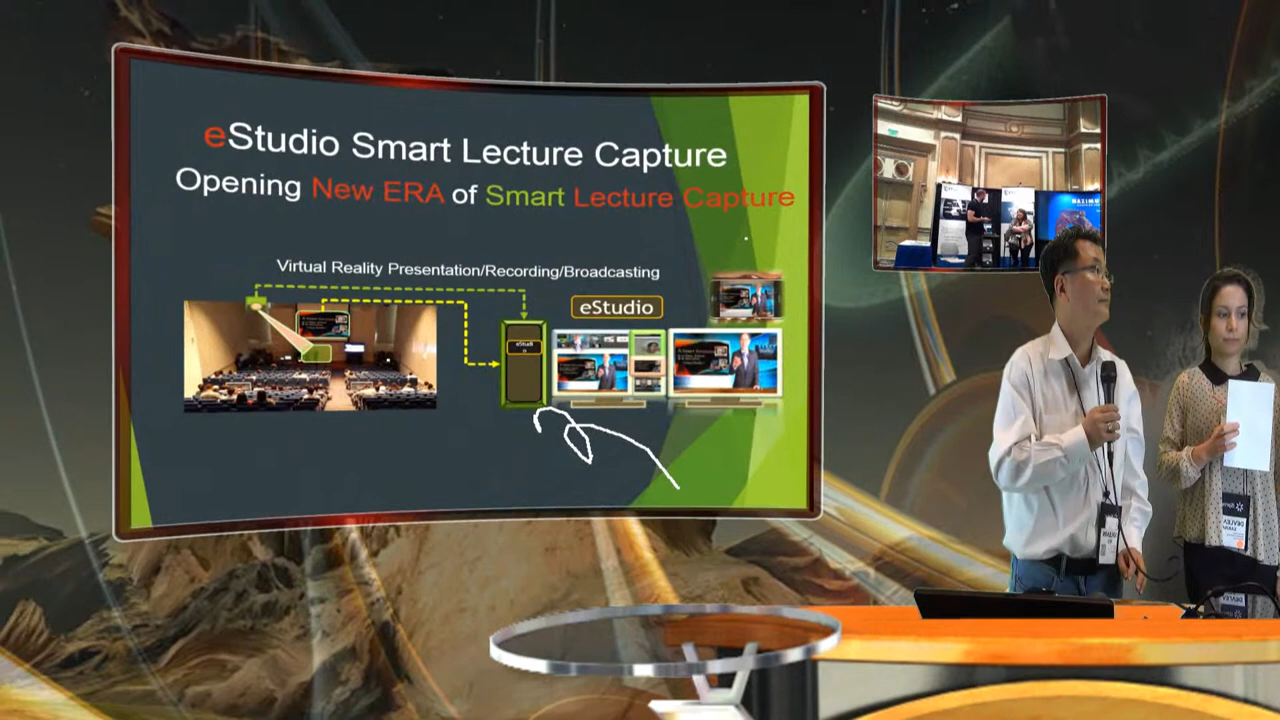 eStudio Smart Lecture Capture
Opening New ERA of Smart Lecture Capture
Virtual Reality Presentation/Recording/Broadcasting
eStudio